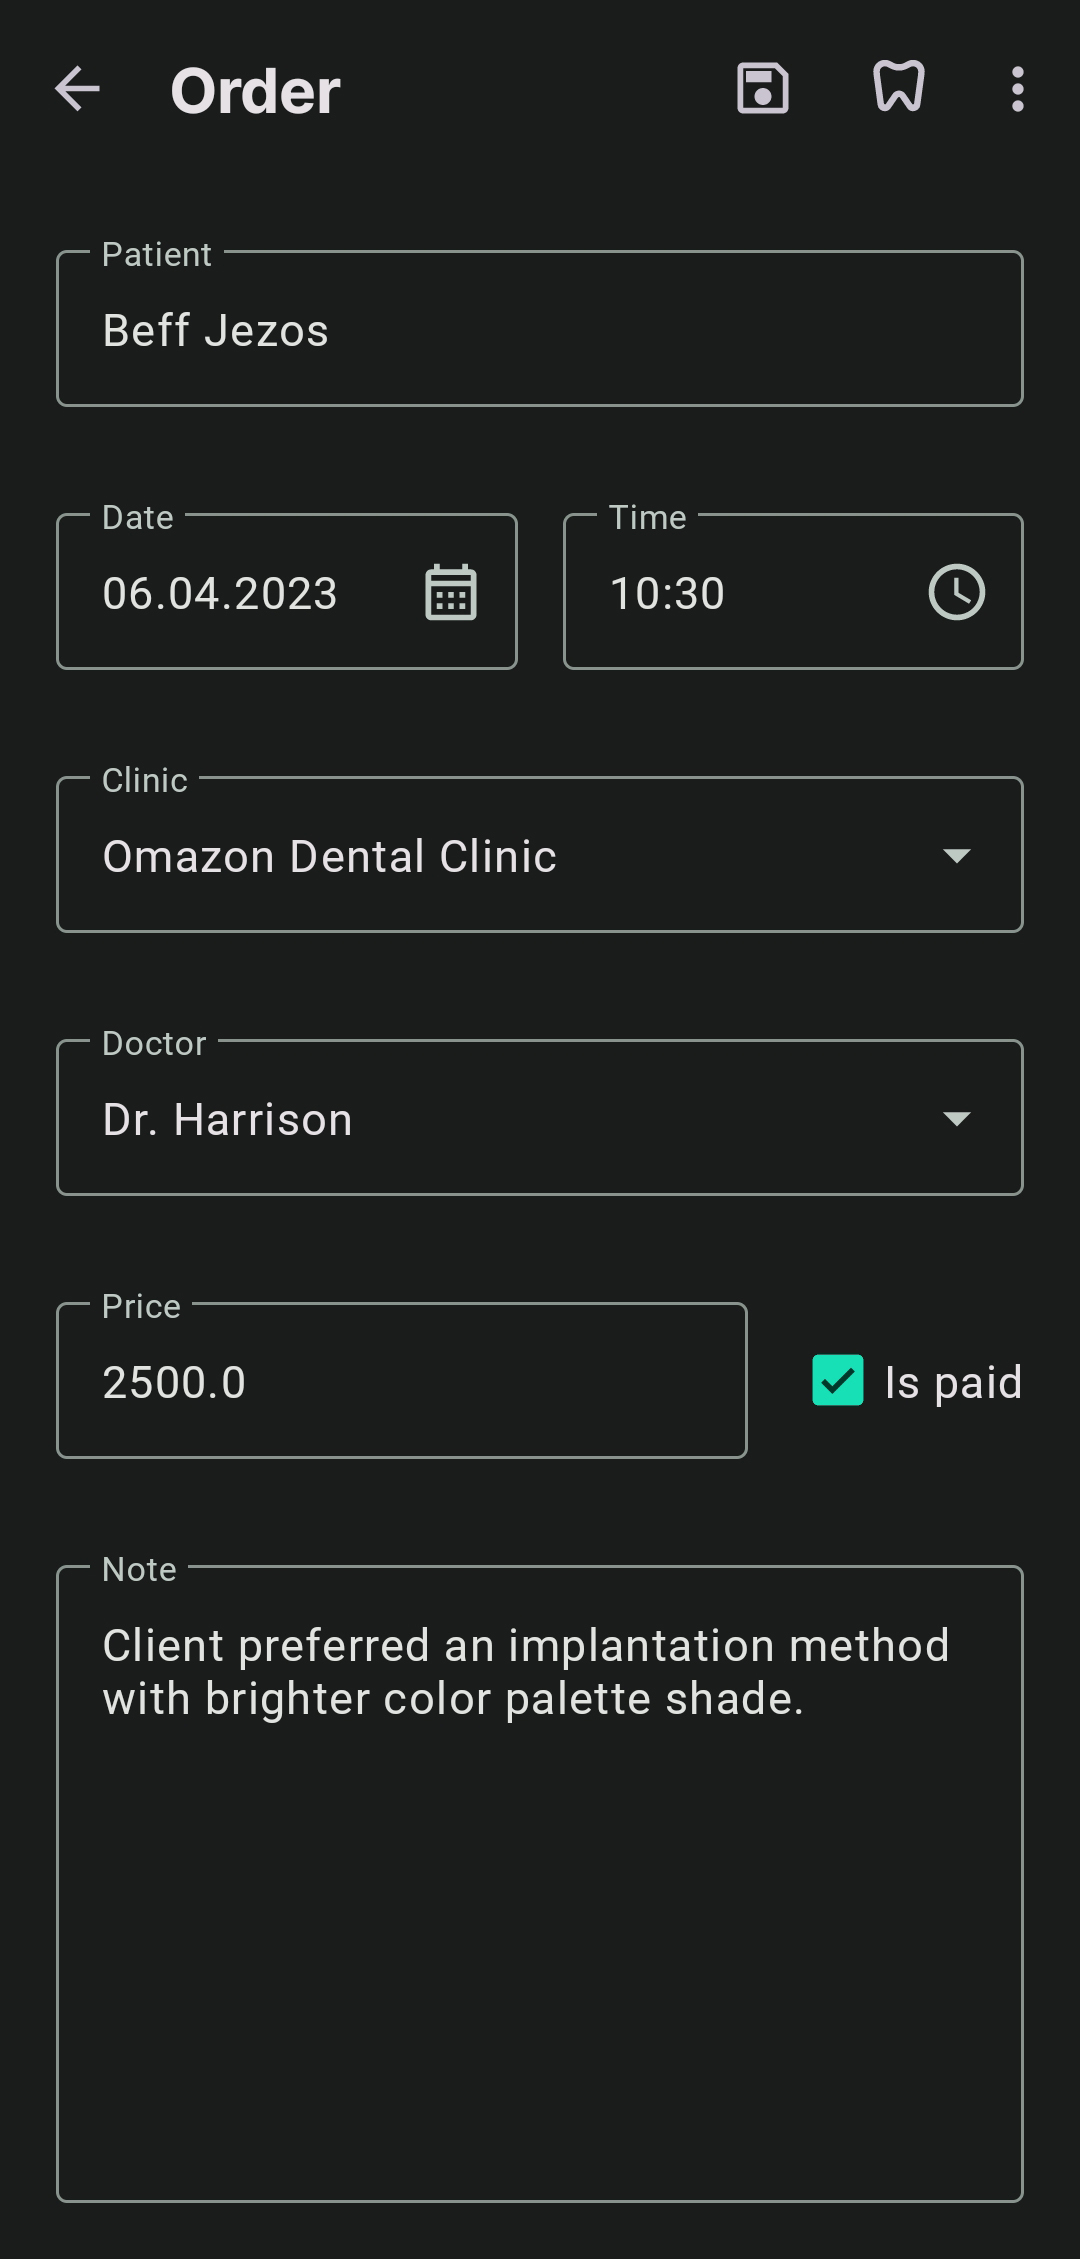 Order
Patient
Beff Jezos
Date
06.04.2023
Time
10:30
Clinic
Omazon Dental Clinic
Doctor
Dr. Harrison
Price
2500.0
Is paid
Note
Client preferred an implantation method
with brighter color palette shade.